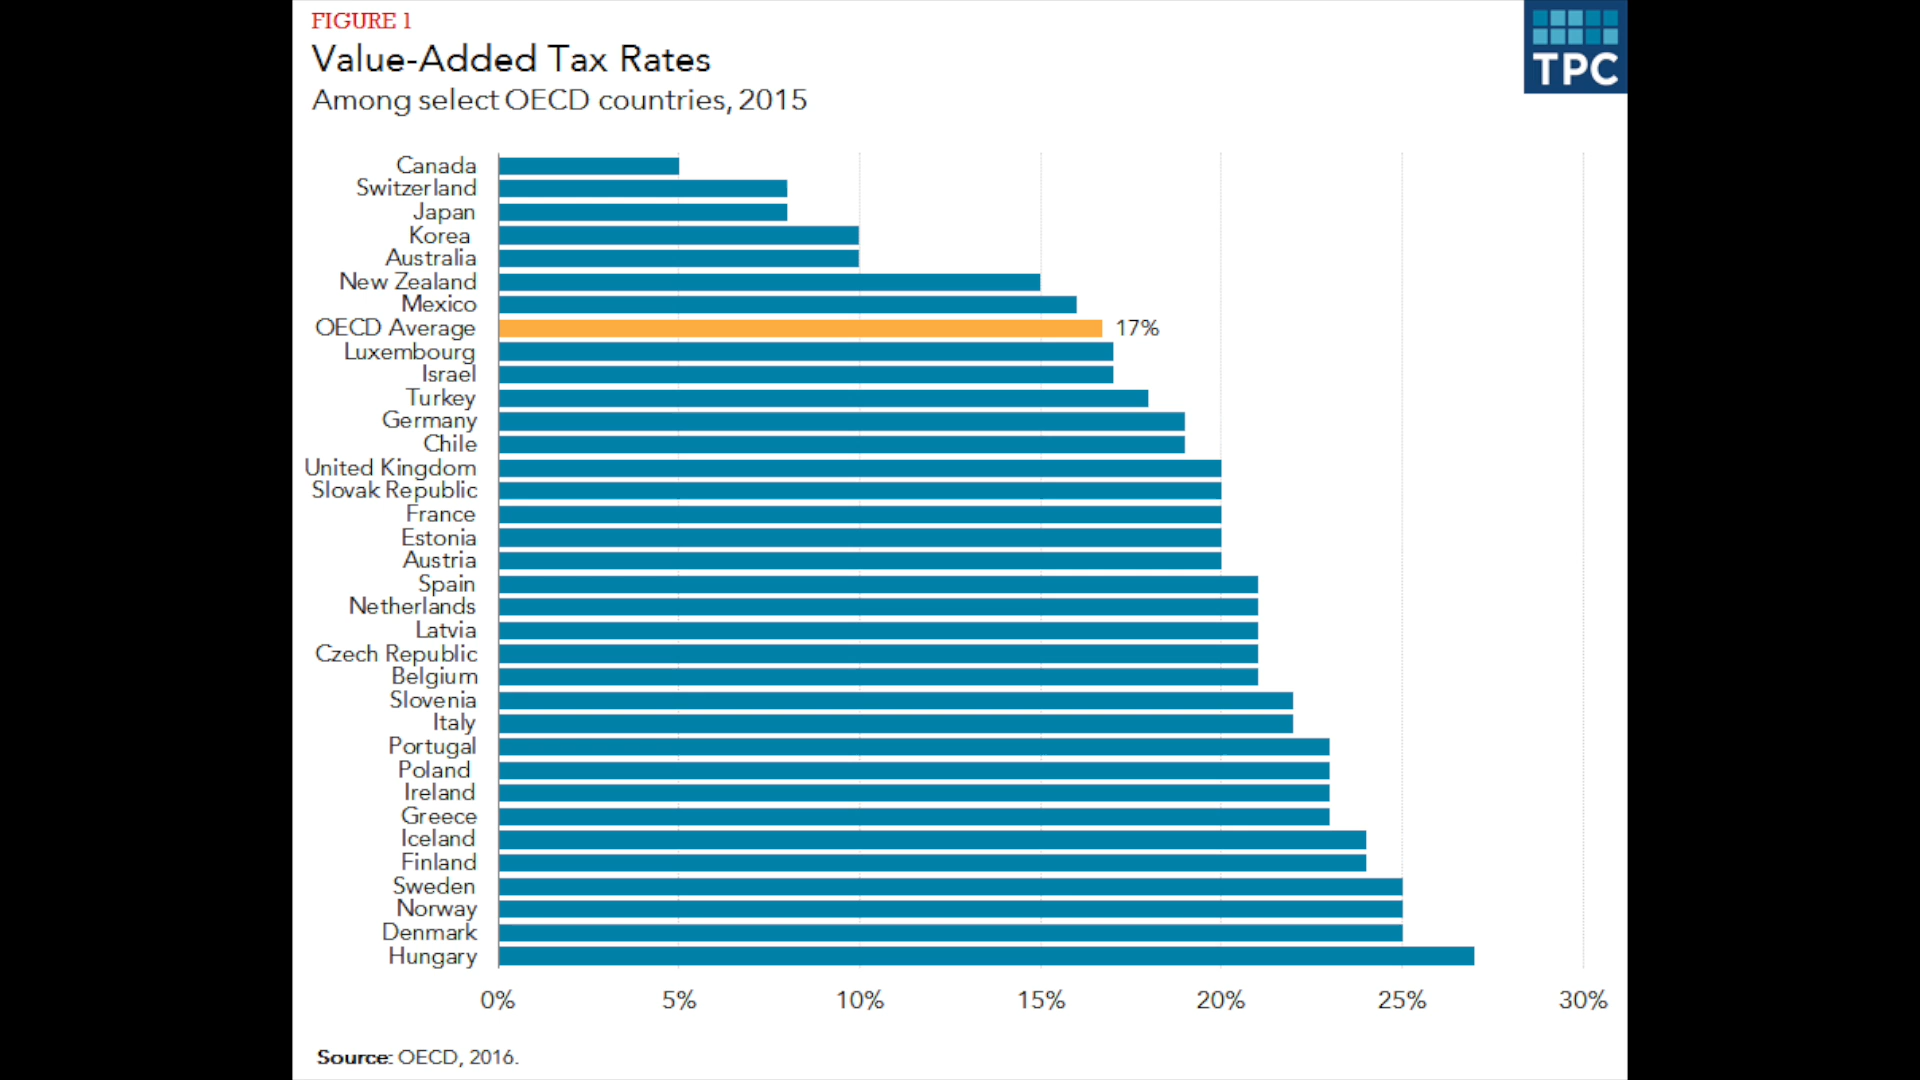 FIGURE 1
TPC
Value-Added Tax Rates
Among select OECD countries, 2015
Canada
Switzerland
Japan
Korea
Australia
New Zealand
Mexico
OECD Average 17%
Luxembourg
Israel
Turkey
Germany
Chile
United Kingdom
Slovak Republic
France
Estonia
Austria
Spain
Netherlands
Latvia
Czech Republic
Belgium
Slovenia
Italy
Portugal
Poland
Ireland
Greece
Iceland
Finland
Sweden
Norway
Denmark
Hungary
0% 5% 10% 15% 20% 25% 30%
Source: OECD, 2016.